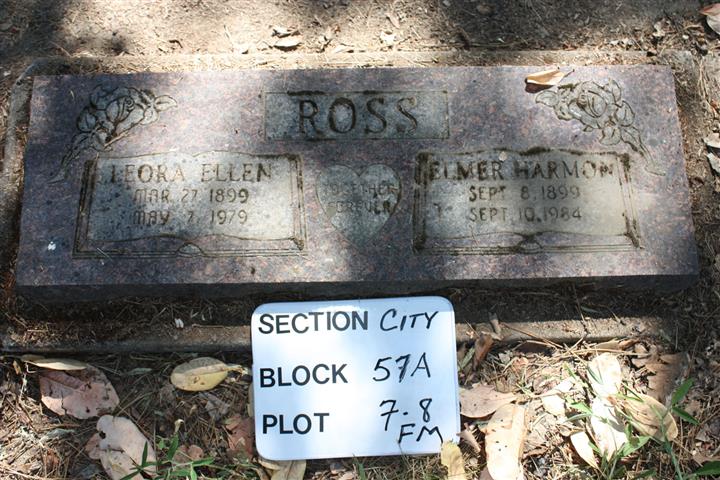 ROSS
LEORA ELLEN
MAR. 27 1899
MAY 7, 1979
TOGETHER
FOREVER
ELMER HARMON
SEPT. 8, 1899
SEPT. 10, 1984
SECTION CITY
BLOCK 57A
PLOT 7-8
FM